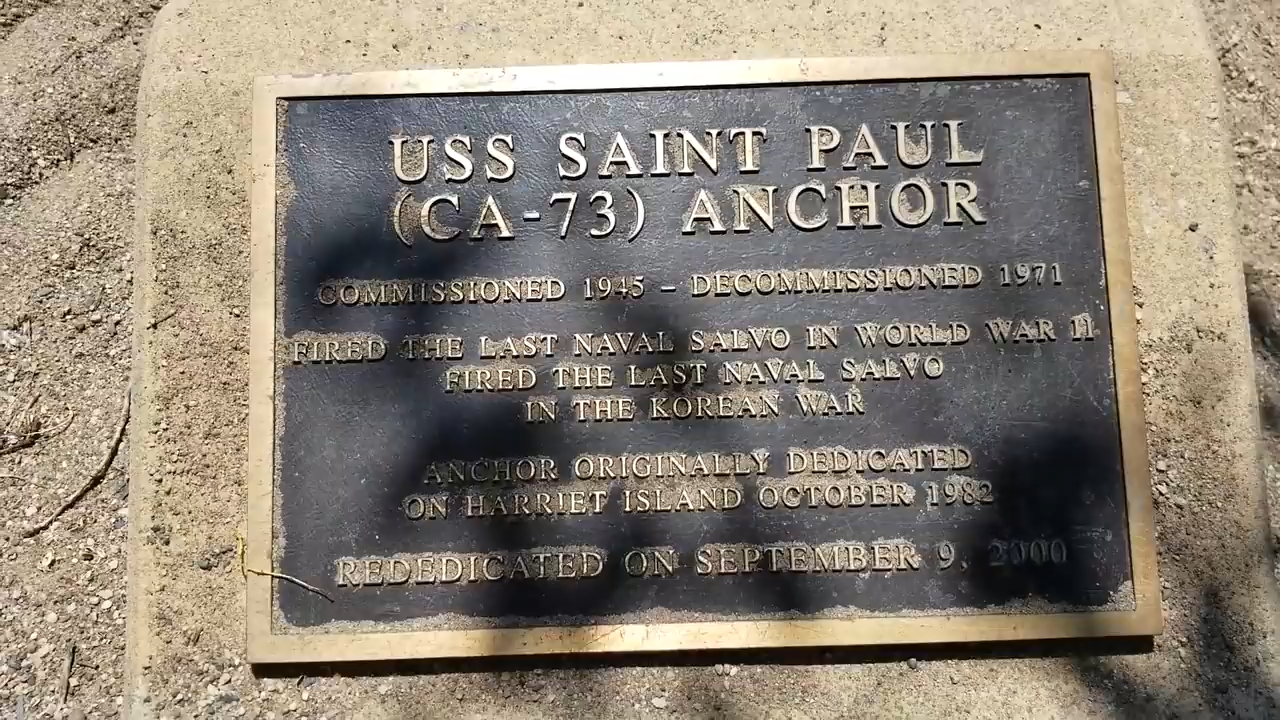 USS SAINT PAUL
(CA-73) ANCHOR
COMMISSIONED 1945 – DECOMMISSIONED 1971
FIRED THE LAST NAVAL SALVO IN WORLD WAR II
FIRED THE LAST NAVAL SALVO
IN THE KOREAN WAR
ANCHOR ORIGINALLY DEDICATED
ON HARRIET ISLAND OCTOBER 1982
REDEDICATED ON SEPTEMBER 9, 2000